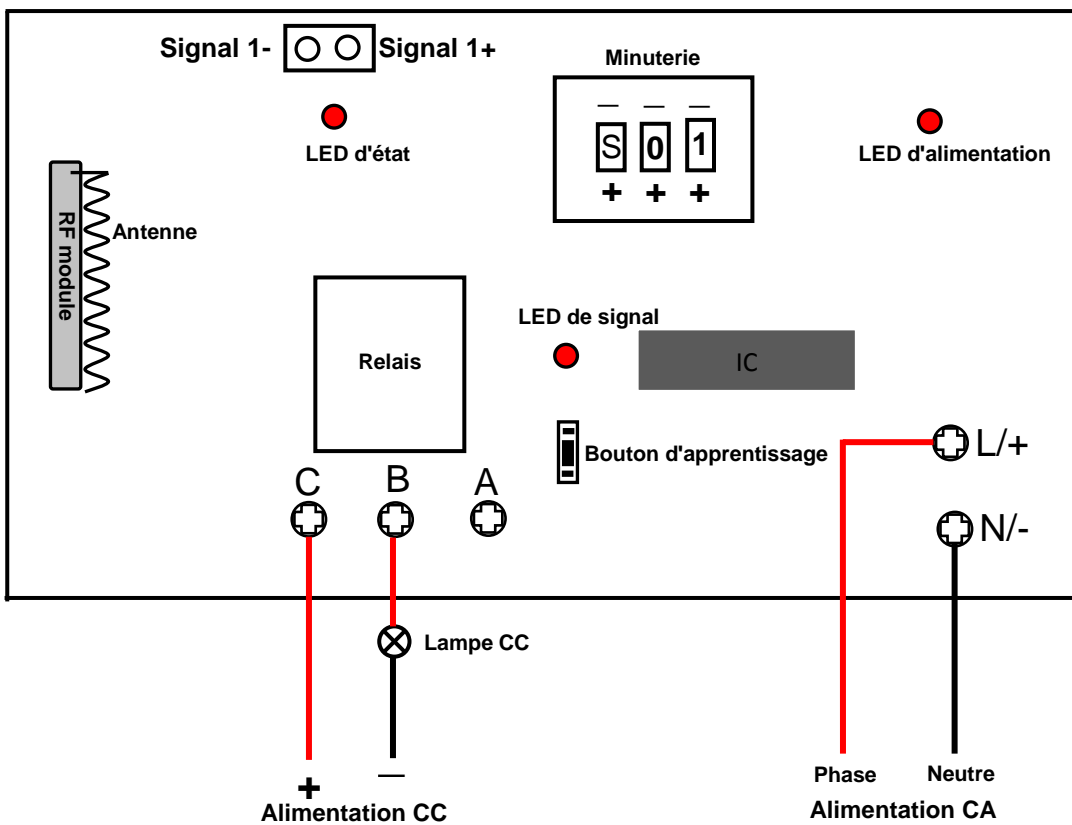 Signal 1- Signal 1+
Minuterie
— — —
S 0 1
+ + +
LED d'état
LED d'alimentation
RF module
Antenne
LED de signal
Relais
IC
Bouton d'apprentissage
L/+
C B A
N/-
Lampe CC
+ —
Alimentation CC
Phase Neutre
Alimentation CA